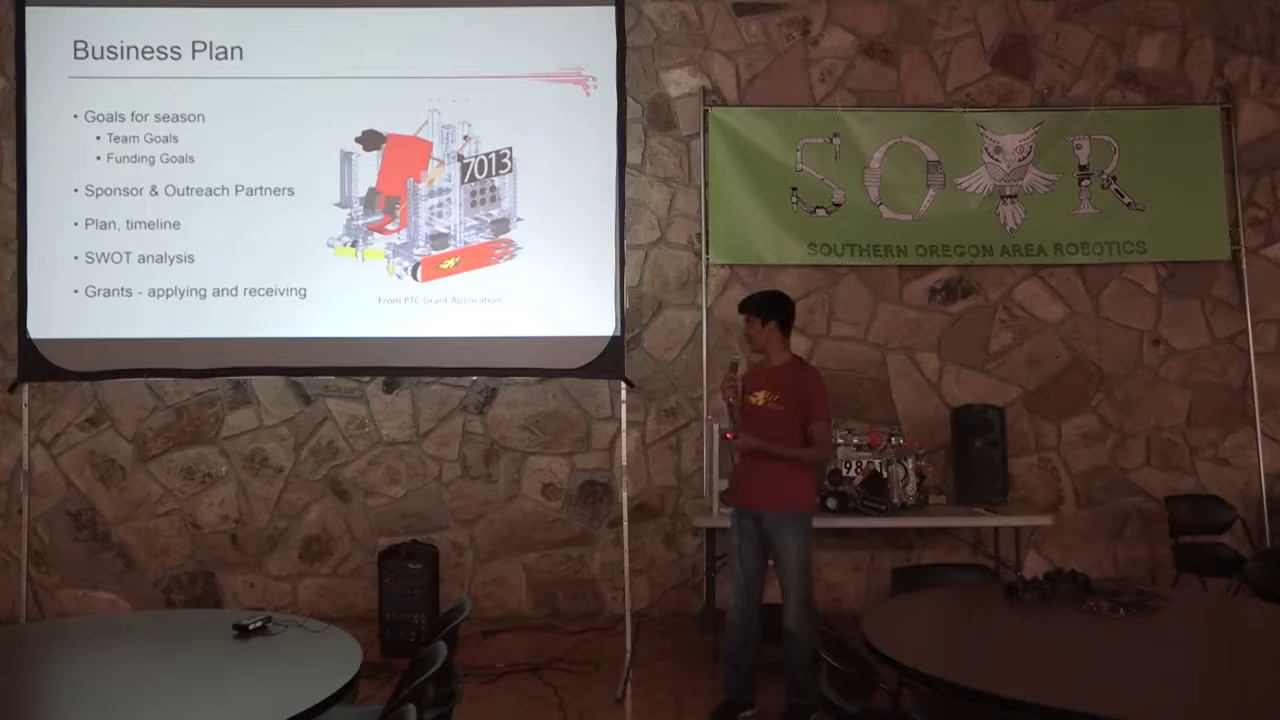 Business Plan
• Goals for season
• Team Goals
• Funding Goals
• Sponsor & Outreach Partners
• Plan, timeline
• SWOT analysis
• Grants - applying and receiving
7013
From PTC Grant Application
SOAR
SOUTHERN OREGON AREA ROBOTICS